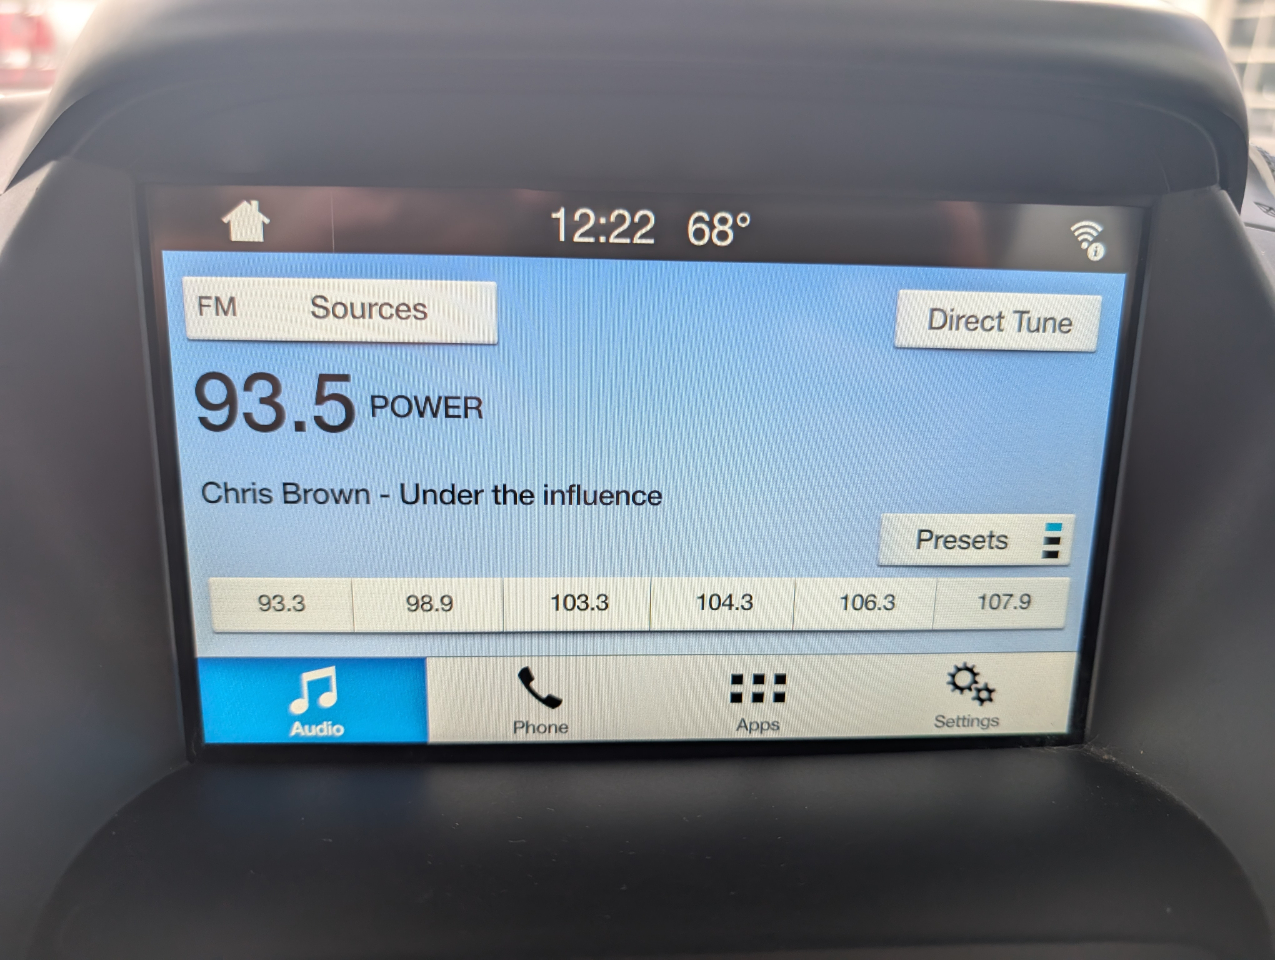 12:22 68°
FM Sources
Direct Tune
93.5 POWER
Chris Brown - Under the influence
Presets
93.3 98.9 103.3 104.3 106.3 107.9
Audio Phone Apps Settings